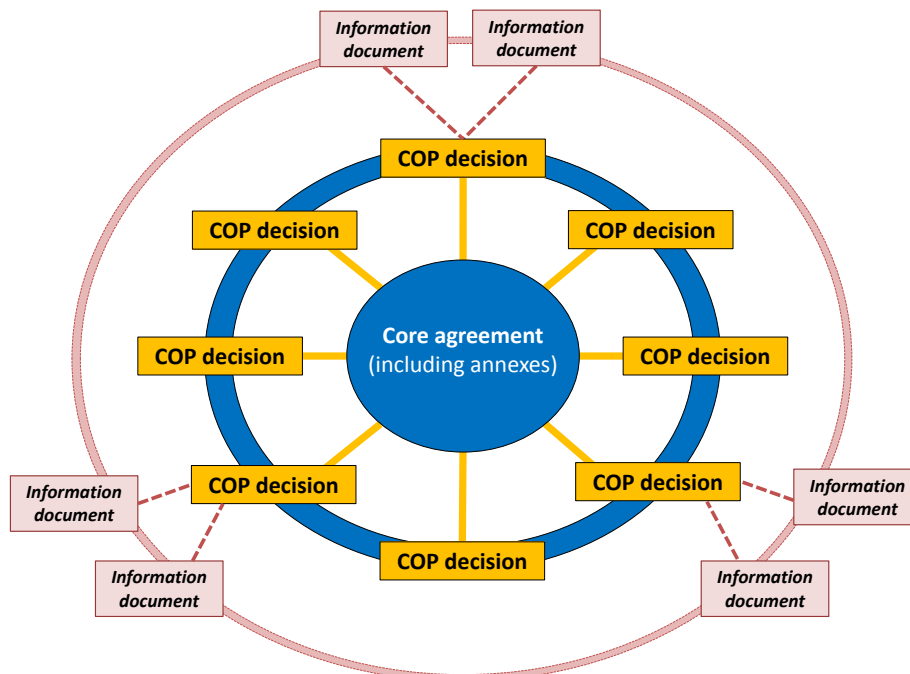 Information
document
Information
document
COP decision
COP decision
COP decision
Core agreement
(including annexes)
COP decision
COP decision
COP decision
COP decision
Information
document
Information
document
COP decision
Information
document
Information
document